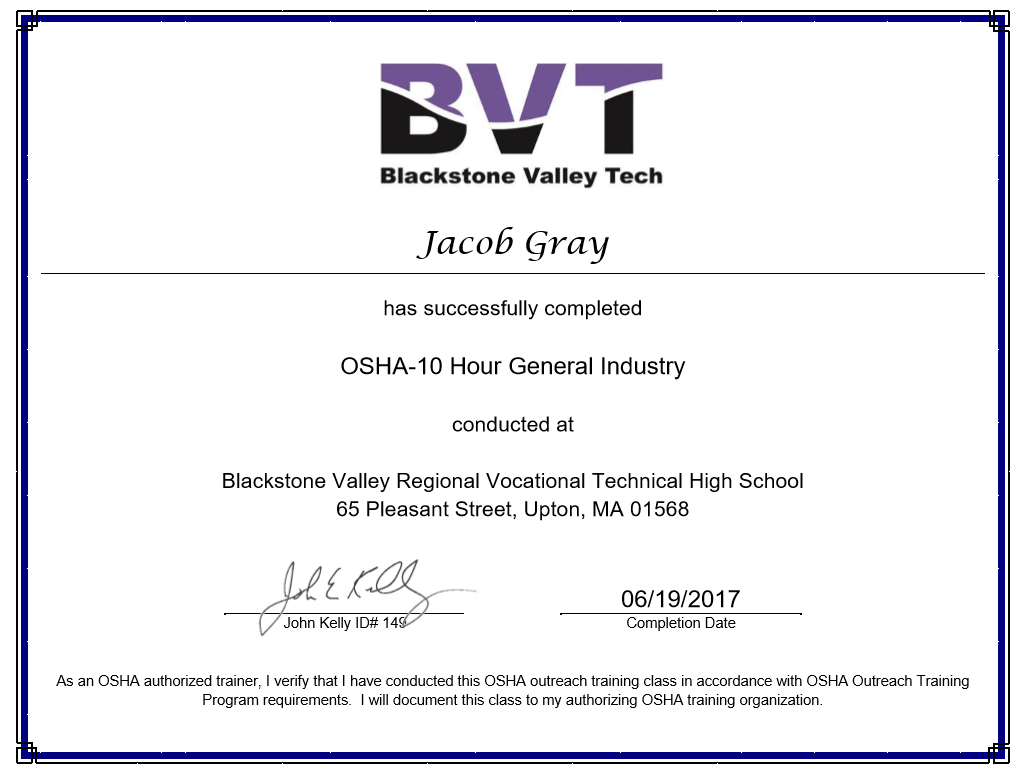 BVT
Blackstone Valley Tech
Jacob Gray
has successfully completed
OSHA-10 Hour General Industry
conducted at
Blackstone Valley Regional Vocational Technical High School
65 Pleasant Street, Upton, MA 01568
John E Kelly
06/19/2017
John Kelly ID# 149
Completion Date
As an OSHA authorized trainer, I verify that I have conducted this OSHA outreach training class in accordance with OSHA Outreach Training
Program requirements.  I will document this class to my authorizing OSHA training organization.